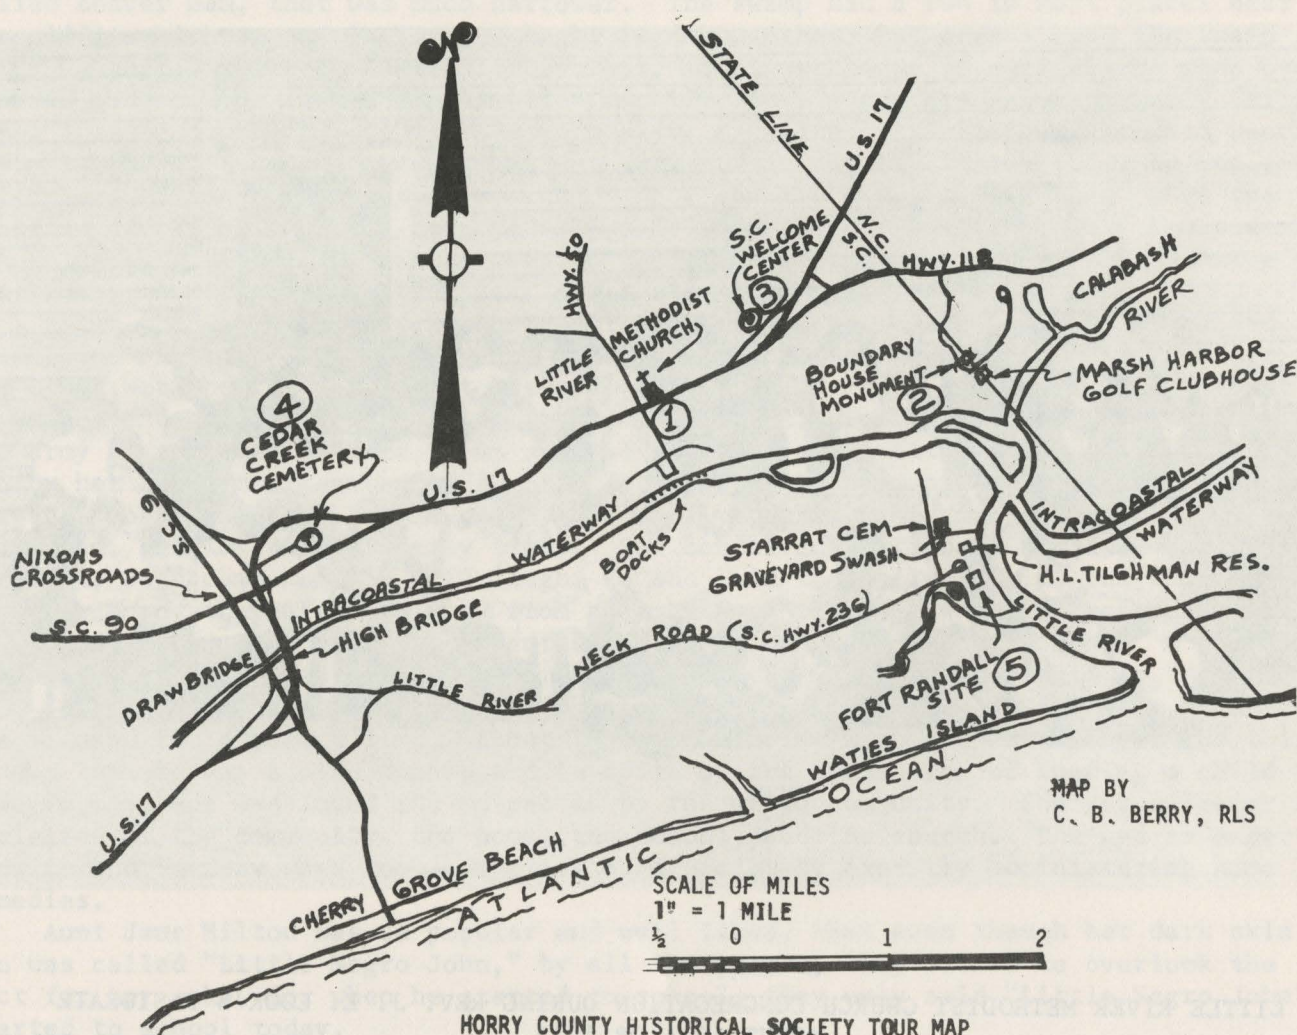 N
STATE LINE
U.S. 17
N.C.
S.C.
S.C.
WELCOME
CENTER
3
HWY. 50
HWY. 118
CALABASH
RIVER
METHODIST
CHURCH
LITTLE
RIVER
1
BOUNDARY
HOUSE
MONUMENT
2
MARSH HARBOR
GOLF CLUBHOUSE
4
CEDAR
CREEK
CEMETERY
U.S. 17
INTRACOASTAL
WATERWAY
BOAT
DOCKS
STARRAT CEM
GRAVEYARD SWASH
H.L. TILGHMAN RES.
INTRACOASTAL
WATERWAY
NIXONS
CROSSROADS
S.C. 90
HIGH BRIDGE
DRAWBRIDGE
LITTLE RIVER NECK ROAD (S.C. HWY. 236)
LITTLE RIVER
FORT RANDALL
SITE
5
WATIES ISLAND
U.S. 17
CHERRY GROVE BEACH
ATLANTIC OCEAN
MAP BY
C. B. BERRY, RLS
SCALE OF MILES
1" = 1 MILE
½ 0 1 2
HORRY COUNTY HISTORICAL SOCIETY TOUR MAP